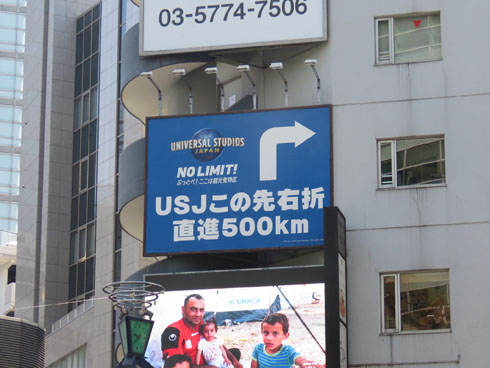 03-5774-7506
UNIVERSAL STUDIOS
JAPAN
NO LIMIT!
ぶっとべ!ここは超元気特区
USJこの先右折
直進500km
UNHCR